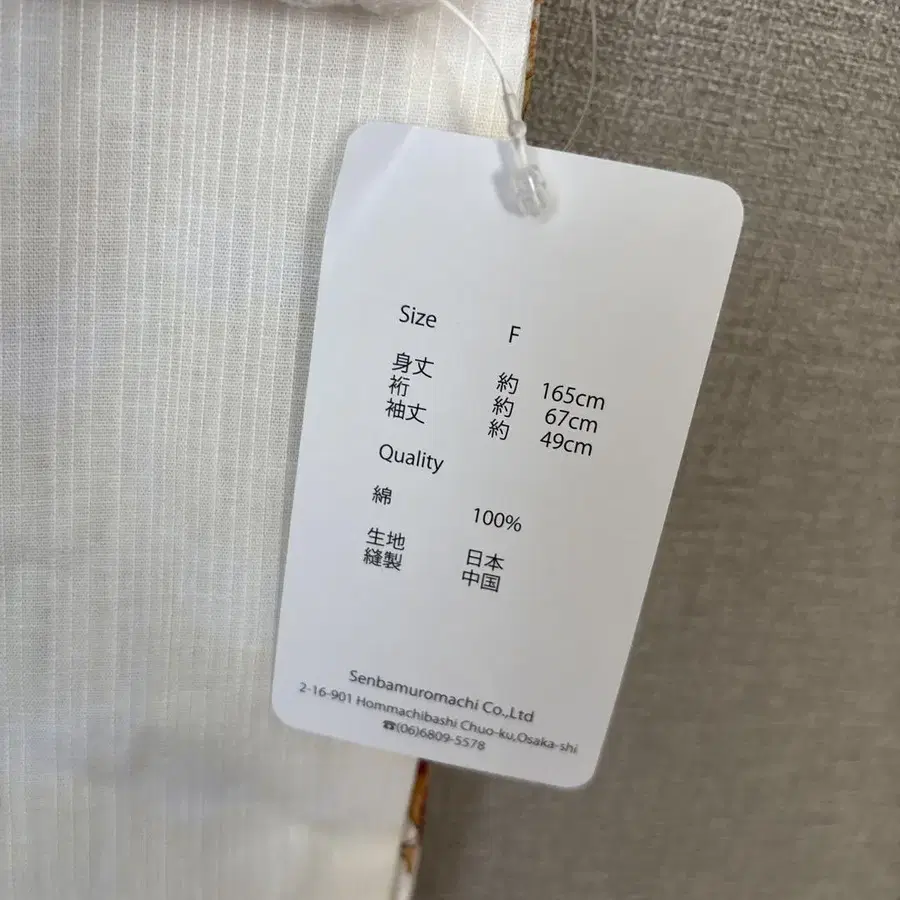 Size F
身丈 約 165cm
裄 約 67cm
袖丈 約 49cm
Quality
綿 100%
生地 日本
縫製 中国
Senbamuromachi Co.,Ltd
2-16-901 Hommachibashi Chuo-ku,Osaka-shi
☎(06)6809-5578